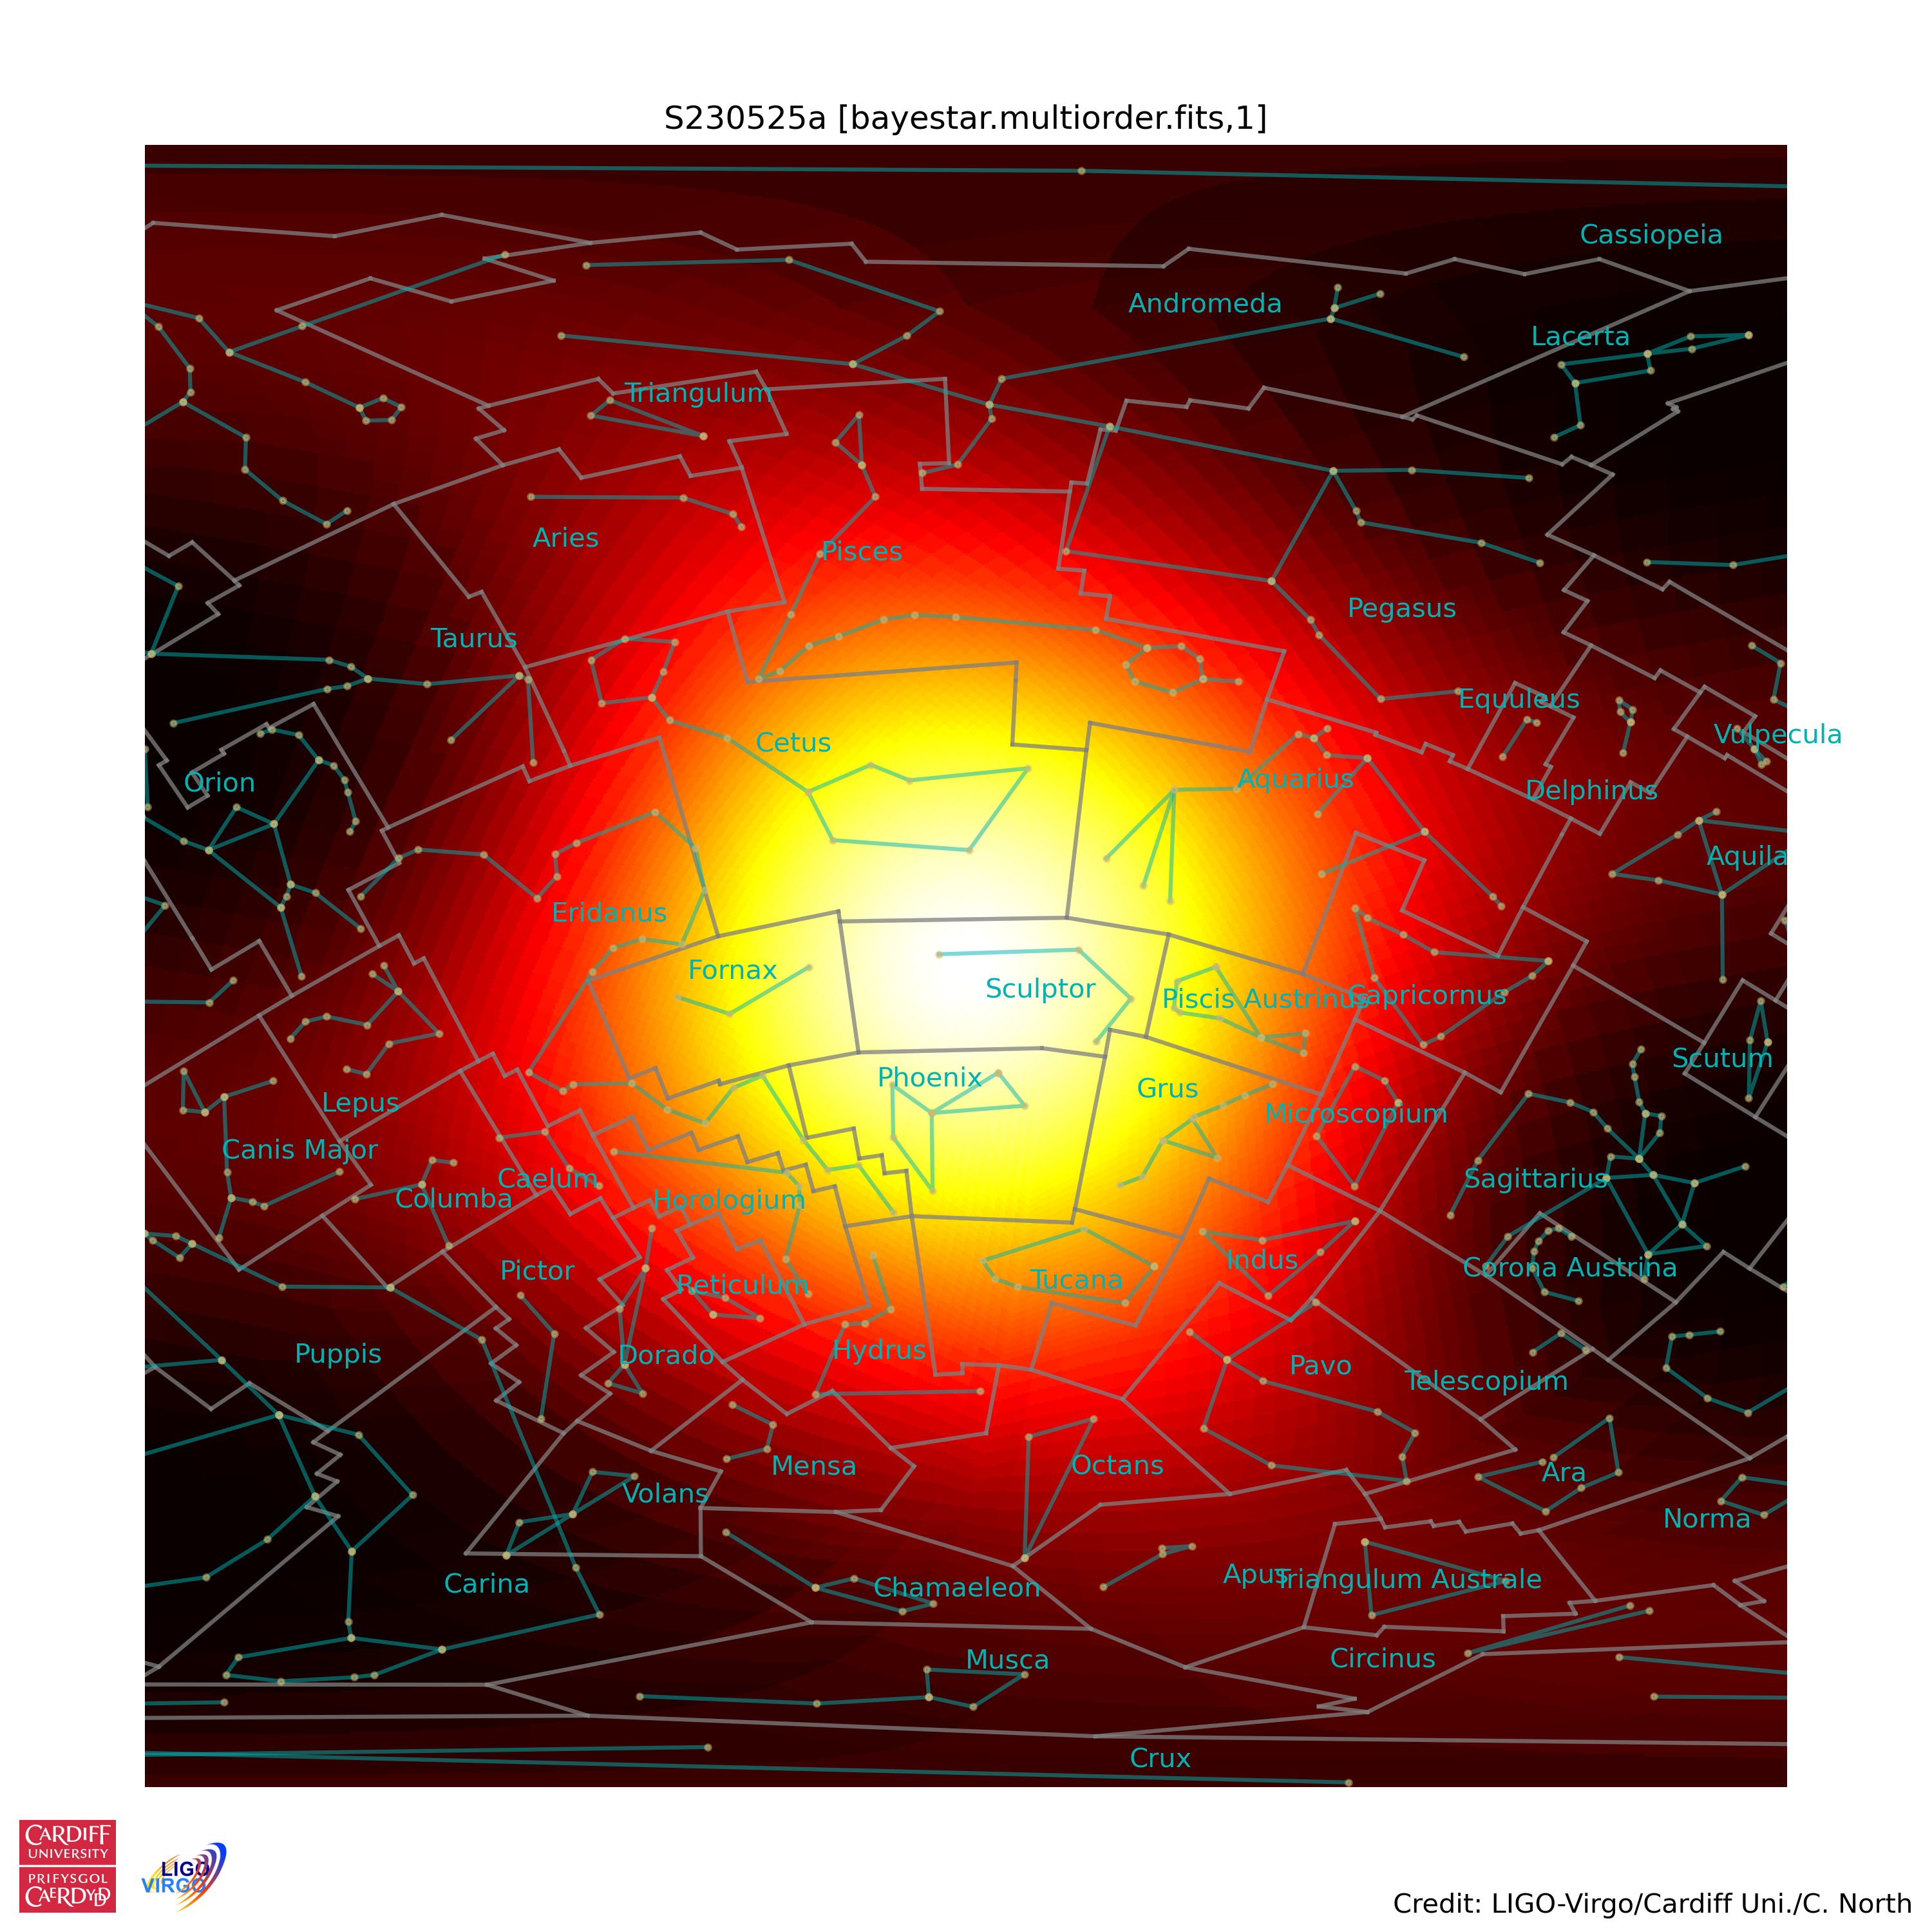 S230525a [bayestar.multiorder.fits,1]
Cassiopeia
Andromeda
Lacerta
Triangulum
Aries
Pisces
Pegasus
Taurus
Equuleus
Vulpecula
Cetus
Aquarius
Orion
Delphinus
Aquila
Eridanus
Fornax
Sculptor
Piscis Austrinus
Capricornus
Scutum
Phoenix
Grus
Lepus
Microscopium
Canis Major
Caelum
Sagittarius
Columba
Horologium
Indus
Corona Austrina
Pictor
Reticulum
Tucana
Hydrus
Puppis
Dorado
Pavo
Telescopium
Mensa
Octans
Ara
Volans
Norma
Carina
Chamaeleon
Apus
Triangulum Australe
Musca
Circinus
Crux
CARDIFF
UNIVERSITY
PRIFYSGOL
CAERDYDD
LIGO
VIRGO
Credit: LIGO-Virgo/Cardiff Uni./C. North